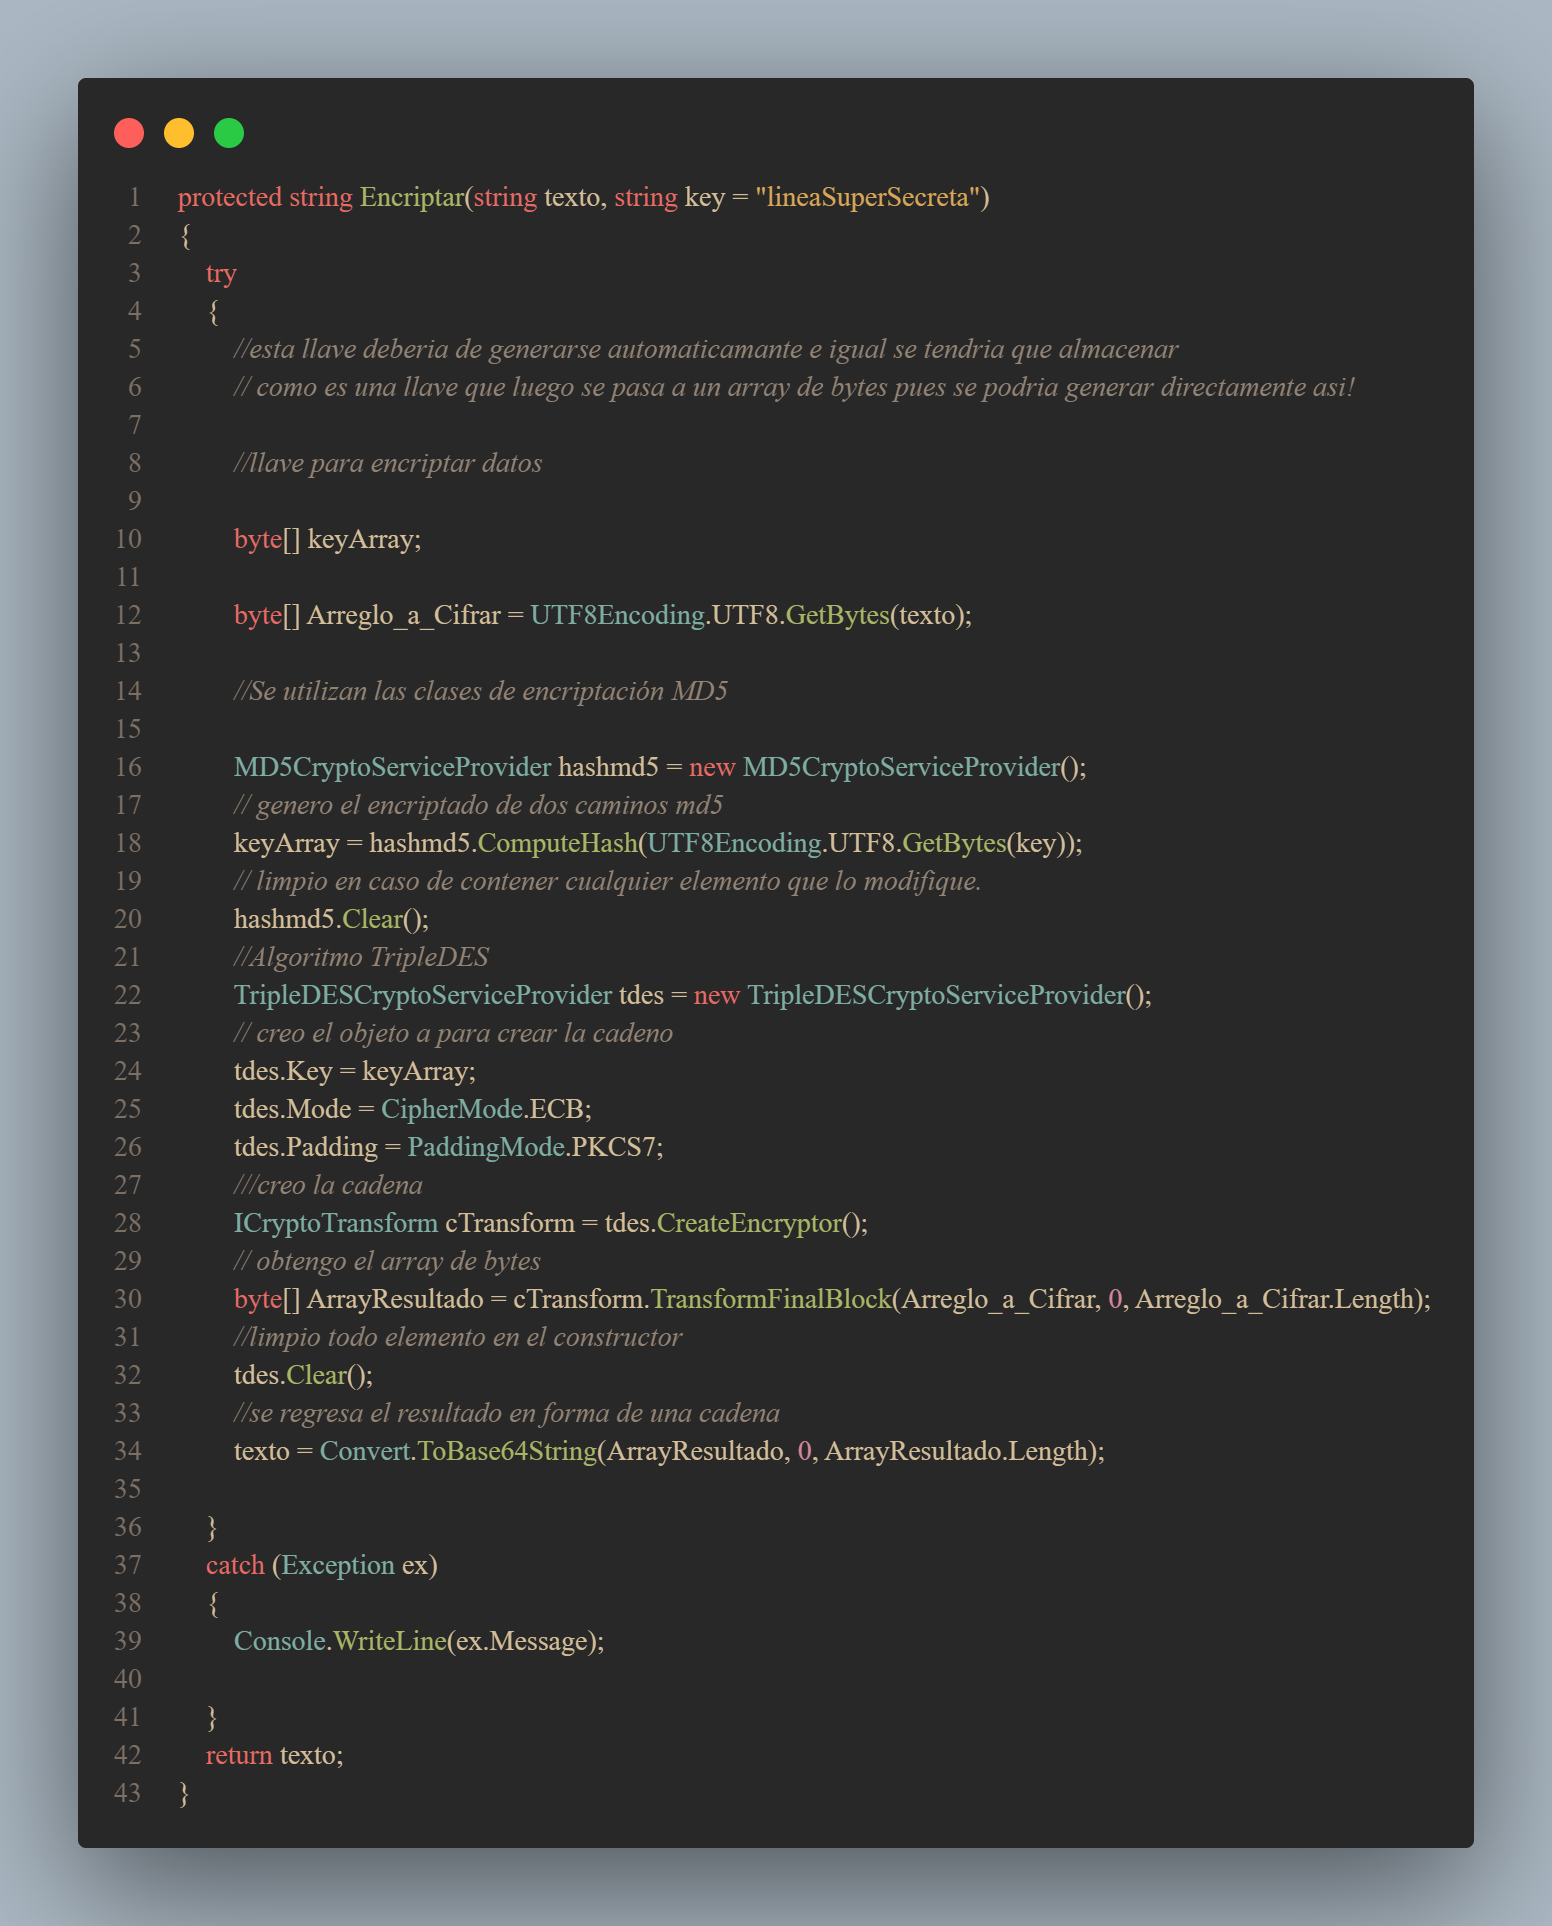 1 protected string Encriptar(string texto, string key = "lineaSuperSecreta")
2 {
3 try
4 {
5 //esta llave deberia de generarse automaticamante e igual se tendria que almacenar
6 // como es una llave que luego se pasa a un array de bytes pues se podria generar directamente asi!
7
8 //llave para encriptar datos
9
10 byte[] keyArray;
11
12 byte[] Arreglo_a_Cifrar = UTF8Encoding.UTF8.GetBytes(texto);
13
14 //Se utilizan las clases de encriptación MD5
15
16 MD5CryptoServiceProvider hashmd5 = new MD5CryptoServiceProvider();
17 // genero el encriptado de dos caminos md5
18 keyArray = hashmd5.ComputeHash(UTF8Encoding.UTF8.GetBytes(key));
19 // limpio en caso de contener cualquier elemento que lo modifique.
20 hashmd5.Clear();
21 //Algoritmo TripleDES
22 TripleDESCryptoServiceProvider tdes = new TripleDESCryptoServiceProvider();
23 // creo el objeto a para crear la cadeno
24 tdes.Key = keyArray;
25 tdes.Mode = CipherMode.ECB;
26 tdes.Padding = PaddingMode.PKCS7;
27 ///creo la cadena
28 ICryptoTransform cTransform = tdes.CreateEncryptor();
29 // obtengo el array de bytes
30 byte[] ArrayResultado = cTransform.TransformFinalBlock(Arreglo_a_Cifrar, 0, Arreglo_a_Cifrar.Length);
31 //limpio todo elemento en el constructor
32 tdes.Clear();
33 //se regresa el resultado en forma de una cadena
34 texto = Convert.ToBase64String(ArrayResultado, 0, ArrayResultado.Length);
35
36 }
37 catch (Exception ex)
38 {
39 Console.WriteLine(ex.Message);
40
41 }
42 return texto;
43 }